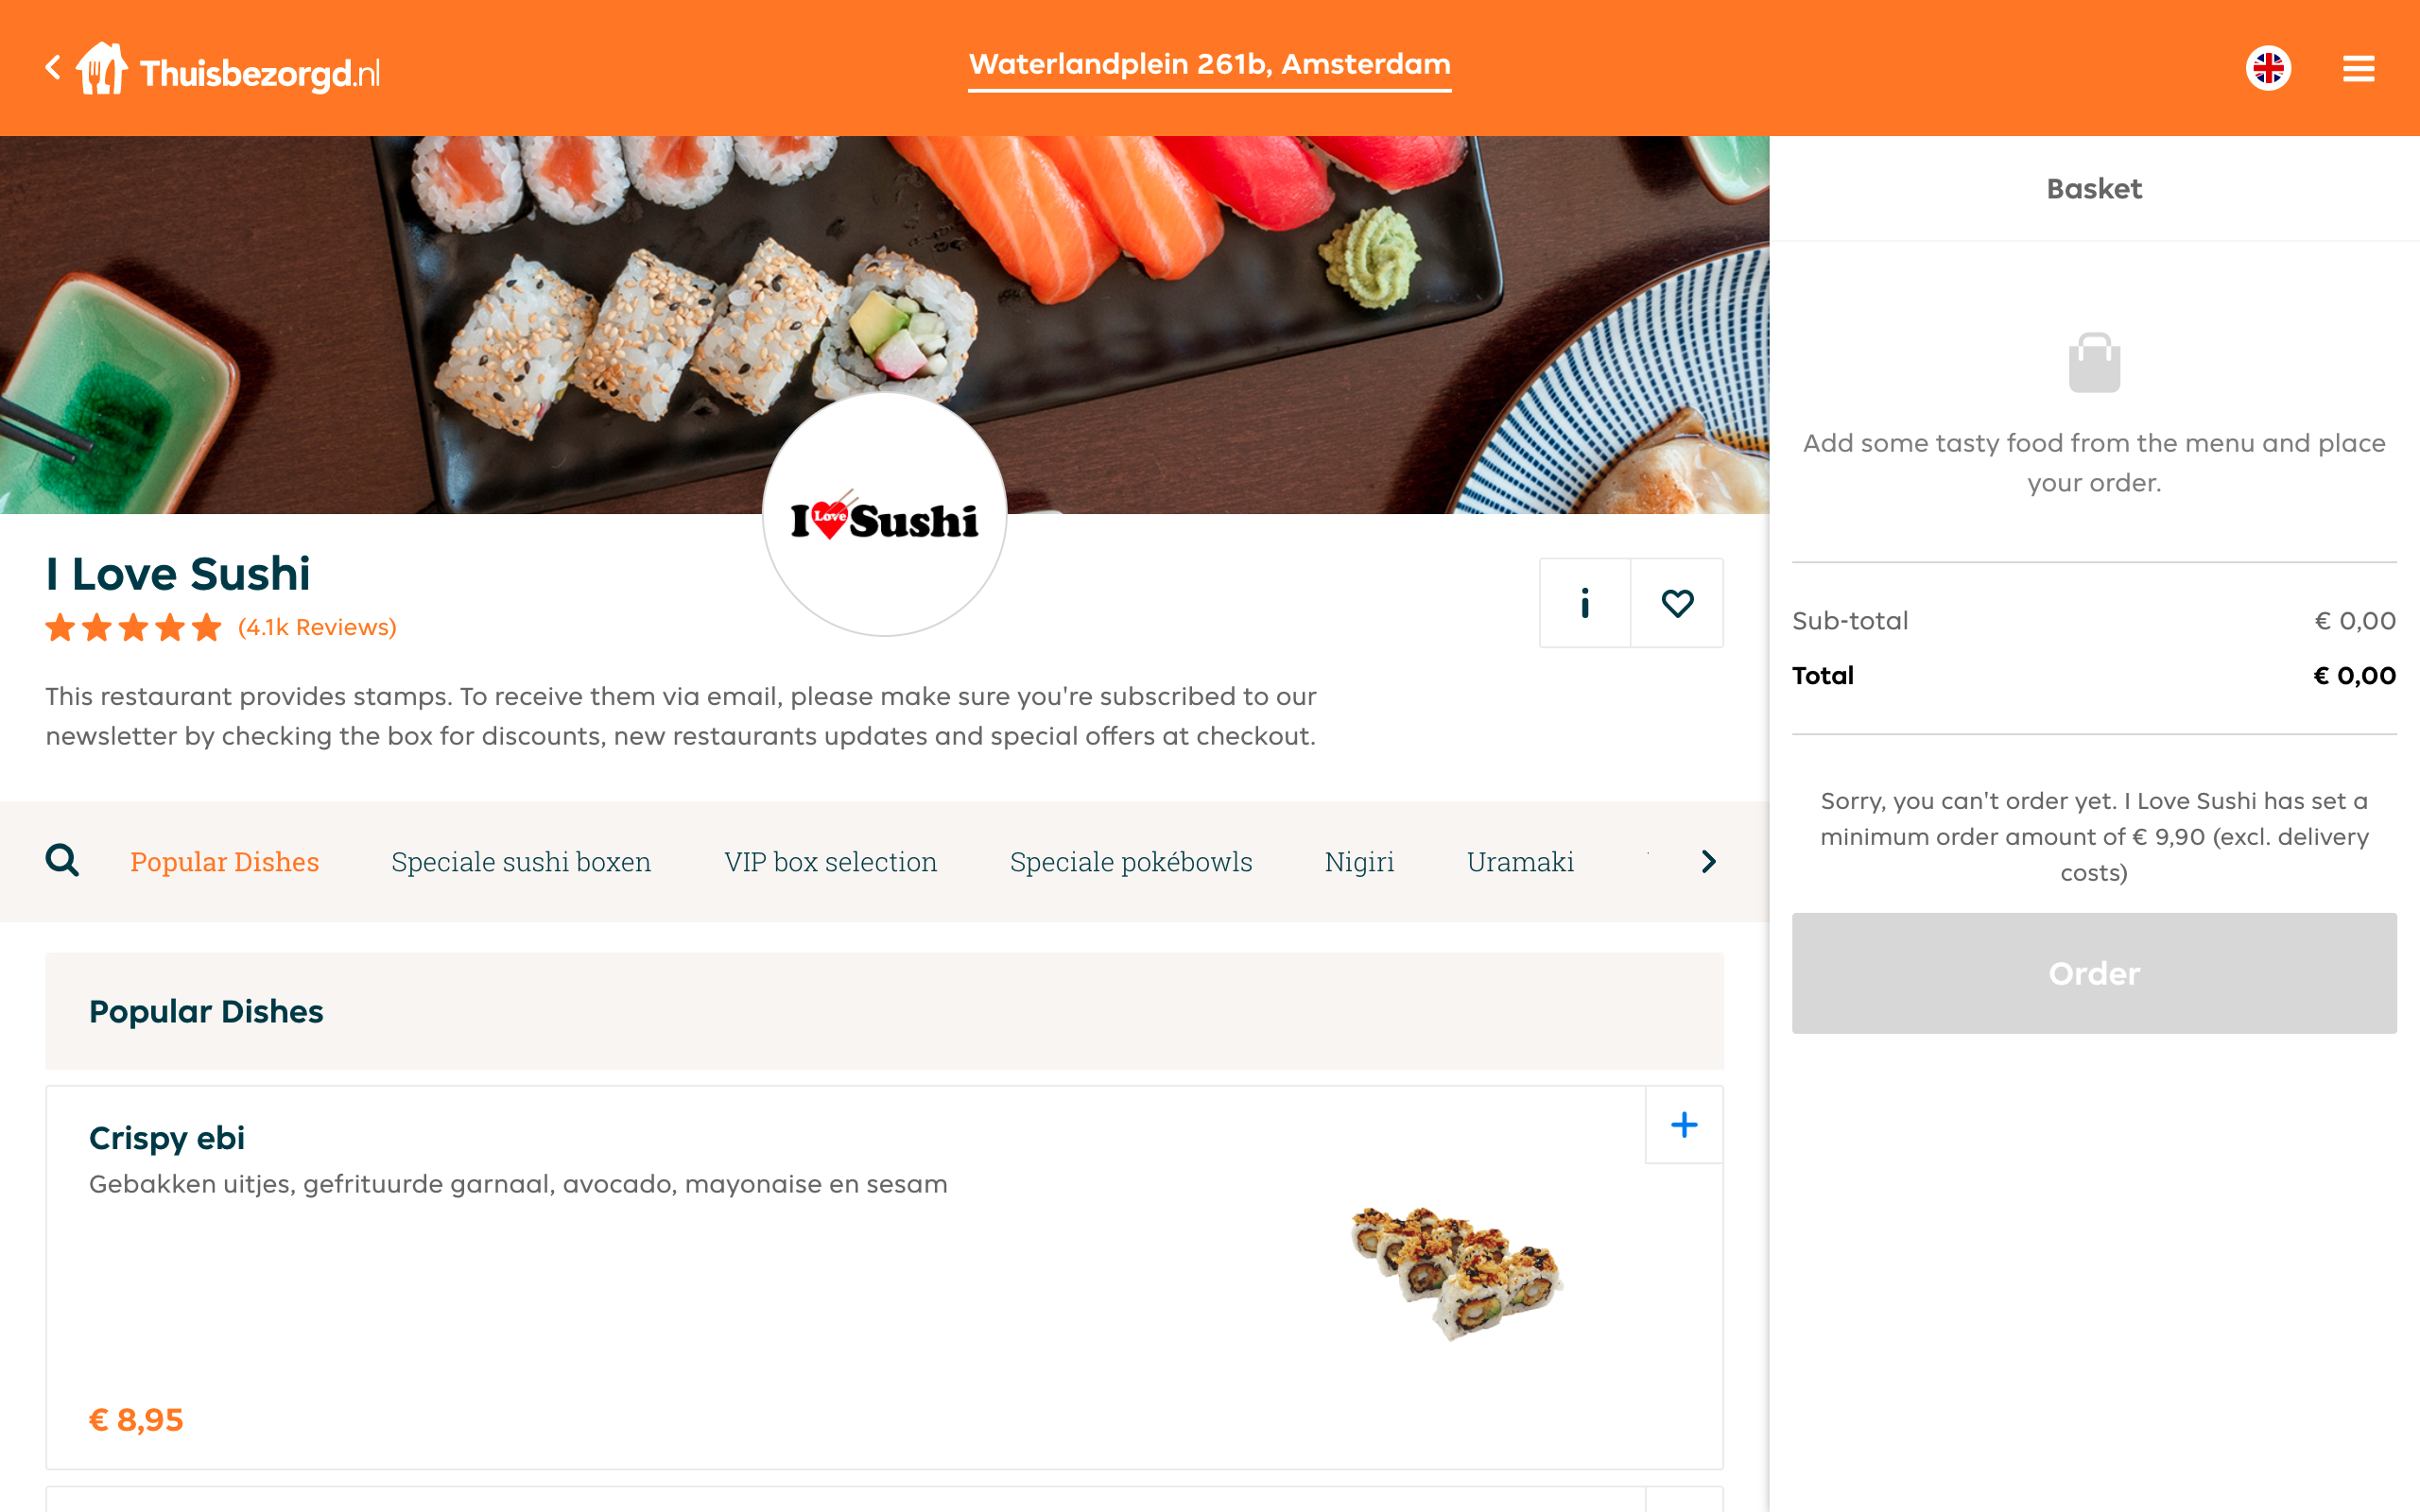 Thuisbezorgd.nl
Waterlandplein 261b, Amsterdam
I Love Sushi
I Love Sushi
(4.1k Reviews)
This restaurant provides stamps. To receive them via email, please make sure you're subscribed to our
newsletter by checking the box for discounts, new restaurants updates and special offers at checkout.
Popular Dishes
Speciale sushi boxen
VIP box selection
Speciale pokébowls
Nigiri
Uramaki
Popular Dishes
Crispy ebi
Gebakken uitjes, gefrituurde garnaal, avocado, mayonaise en sesam
€ 8,95
Basket
Add some tasty food from the menu and place
your order.
Sub-total € 0,00
Total € 0,00
Sorry, you can't order yet. I Love Sushi has set a
minimum order amount of € 9,90 (excl. delivery
costs)
Order